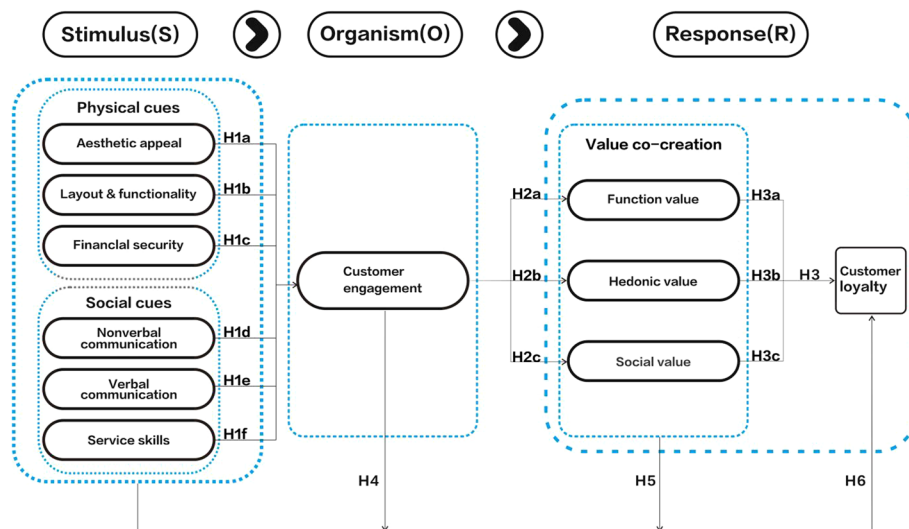 Stimulus(S)
Organism(O)
Response(R)
Physical cues
Aesthetic appeal
H1a
Layout & functionality
H1b
Financial security
H1c
Social cues
Nonverbal
communication
H1d
Verbal
communication
H1e
Service skills
H1f
Customer
engagement
H2a
H2b
H2c
Value co-creation
Function value
H3a
Hedonic value
H3b
Social value
H3c
H3
Customer
loyalty
H4
H5
H6